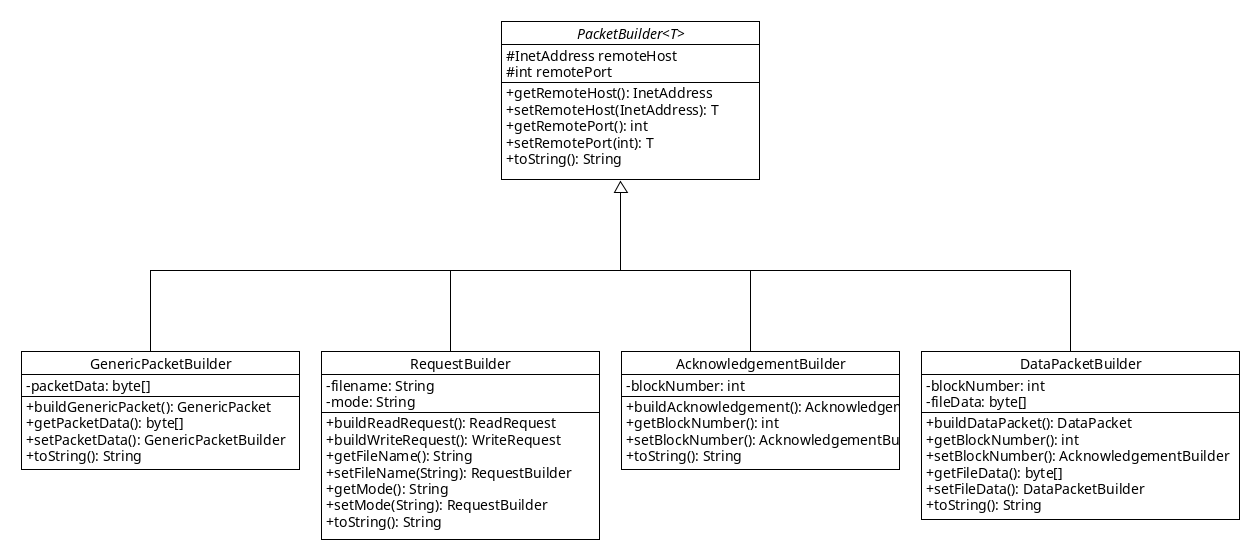 PacketBuilder<T>
#InetAddress remoteHost
#int remotePort
+getRemoteHost(): InetAddress
+setRemoteHost(InetAddress): T
+getRemotePort(): int
+setRemotePort(int): T
+toString(): String
GenericPacketBuilder
-packetData: byte[]
+buildGenericPacket(): GenericPacket
+getPacketData(): byte[]
+setPacketData(): GenericPacketBuilder
+toString(): String
RequestBuilder
-filename: String
-mode: String
+buildReadRequest(): ReadRequest
+buildWriteRequest(): WriteRequest
+getFileName(): String
+setFileName(String): RequestBuilder
+getMode(): String
+setMode(String): RequestBuilder
+toString(): String
AcknowledgementBuilder
-blockNumber: int
+buildAcknowledgement(): Acknowledgem
+getBlockNumber(): int
+setBlockNumber(): AcknowledgementBu
+toString(): String
DataPacketBuilder
-blockNumber: int
-fileData: byte[]
+buildDataPacket(): DataPacket
+getBlockNumber(): int
+setBlockNumber(): AcknowledgementBuilder
+getFileData(): byte[]
+setFileData(): DataPacketBuilder
+toString(): String